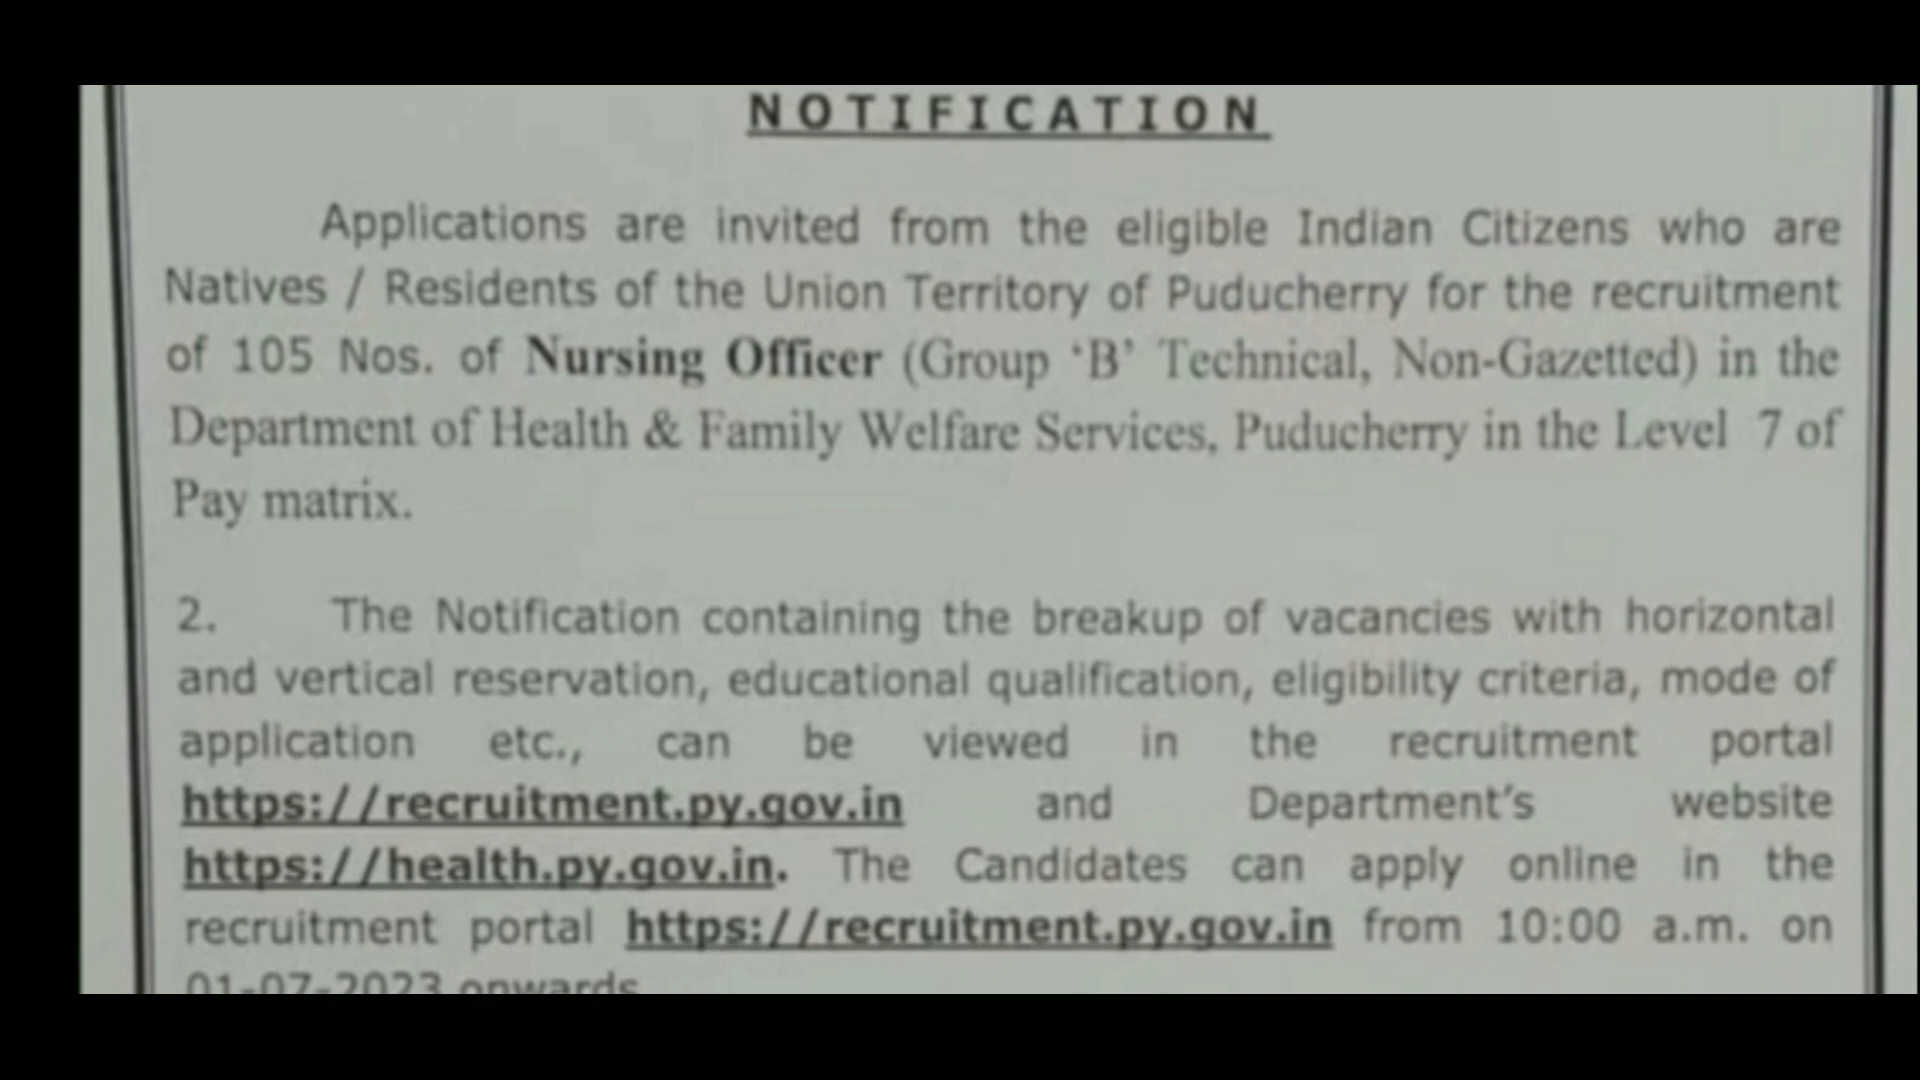 NOTIFICATION
Applications are invited from the eligible Indian Citizens who are
Natives / Residents of the Union Territory of Puducherry for the recruitment
of 105 Nos. of Nursing Officer (Group ‘B’ Technical, Non-Gazetted) in the
Department of Health & Family Welfare Services, Puducherry in the Level 7 of
Pay matrix.
2. The Notification containing the breakup of vacancies with horizontal
and vertical reservation, educational qualification, eligibility criteria, mode of
application etc., can be viewed in the recruitment portal
https://recruitment.py.gov.in and Department’s website
https://health.py.gov.in. The Candidates can apply online in the
recruitment portal https://recruitment.py.gov.in from 10:00 a.m. on
01-07-2023 onwards